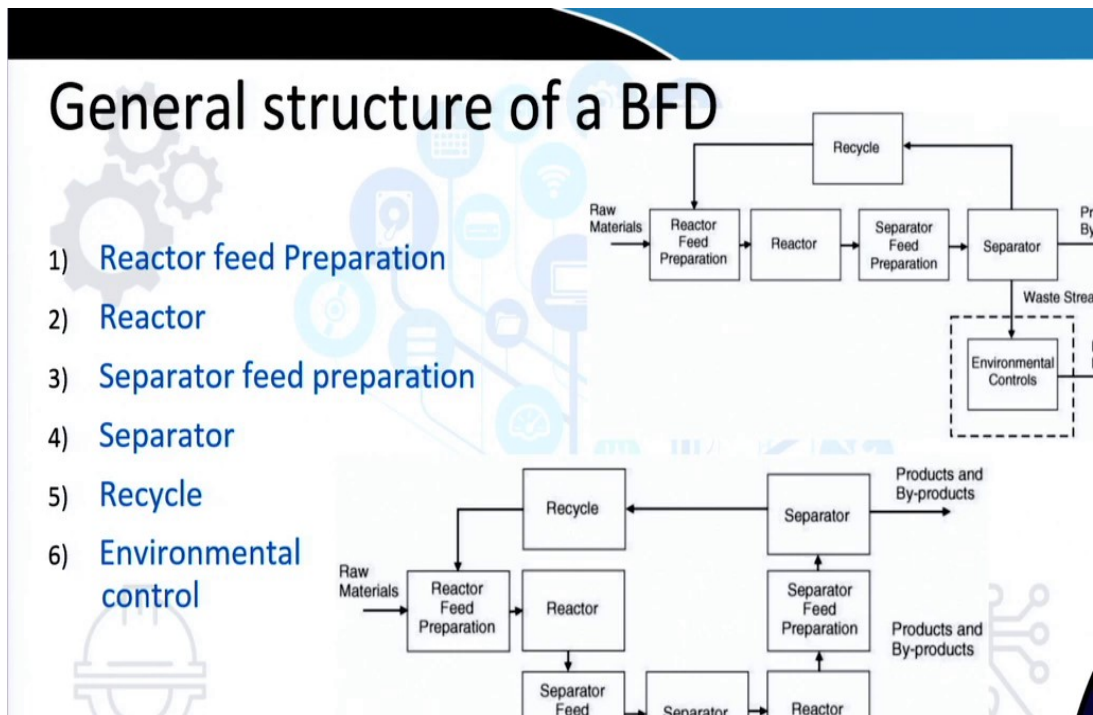 General structure of a BFD
1) Reactor feed Preparation
2) Reactor
3) Separator feed preparation
4) Separator
5) Recycle
6) Environmental
control
Recycle
Raw
Materials
Reactor
Feed
Preparation
Reactor
Separator
Feed
Preparation
Separator
Waste
Environmental
Controls
Recycle
Separator
Products and
By-products
Raw
Materials
Reactor
Feed
Preparation
Reactor
Separator
Feed
Preparation
Products and
By-products
Separator
Feed
Separator
Reactor